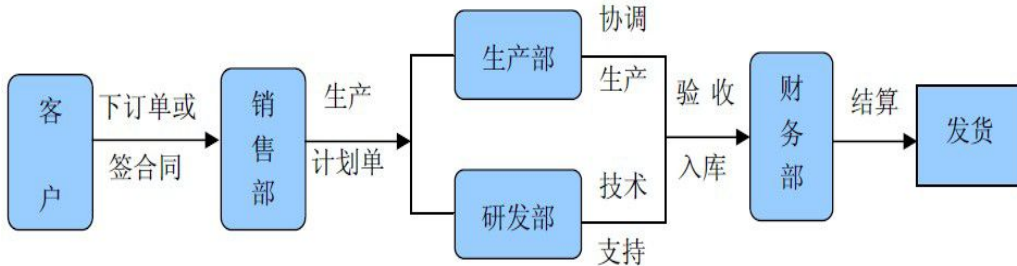 客户
下订单或
签合同
销售部
生产
计划单
生产部
协调
生产
研发部
技术
支持
验收
入库
财务部
结算
发货